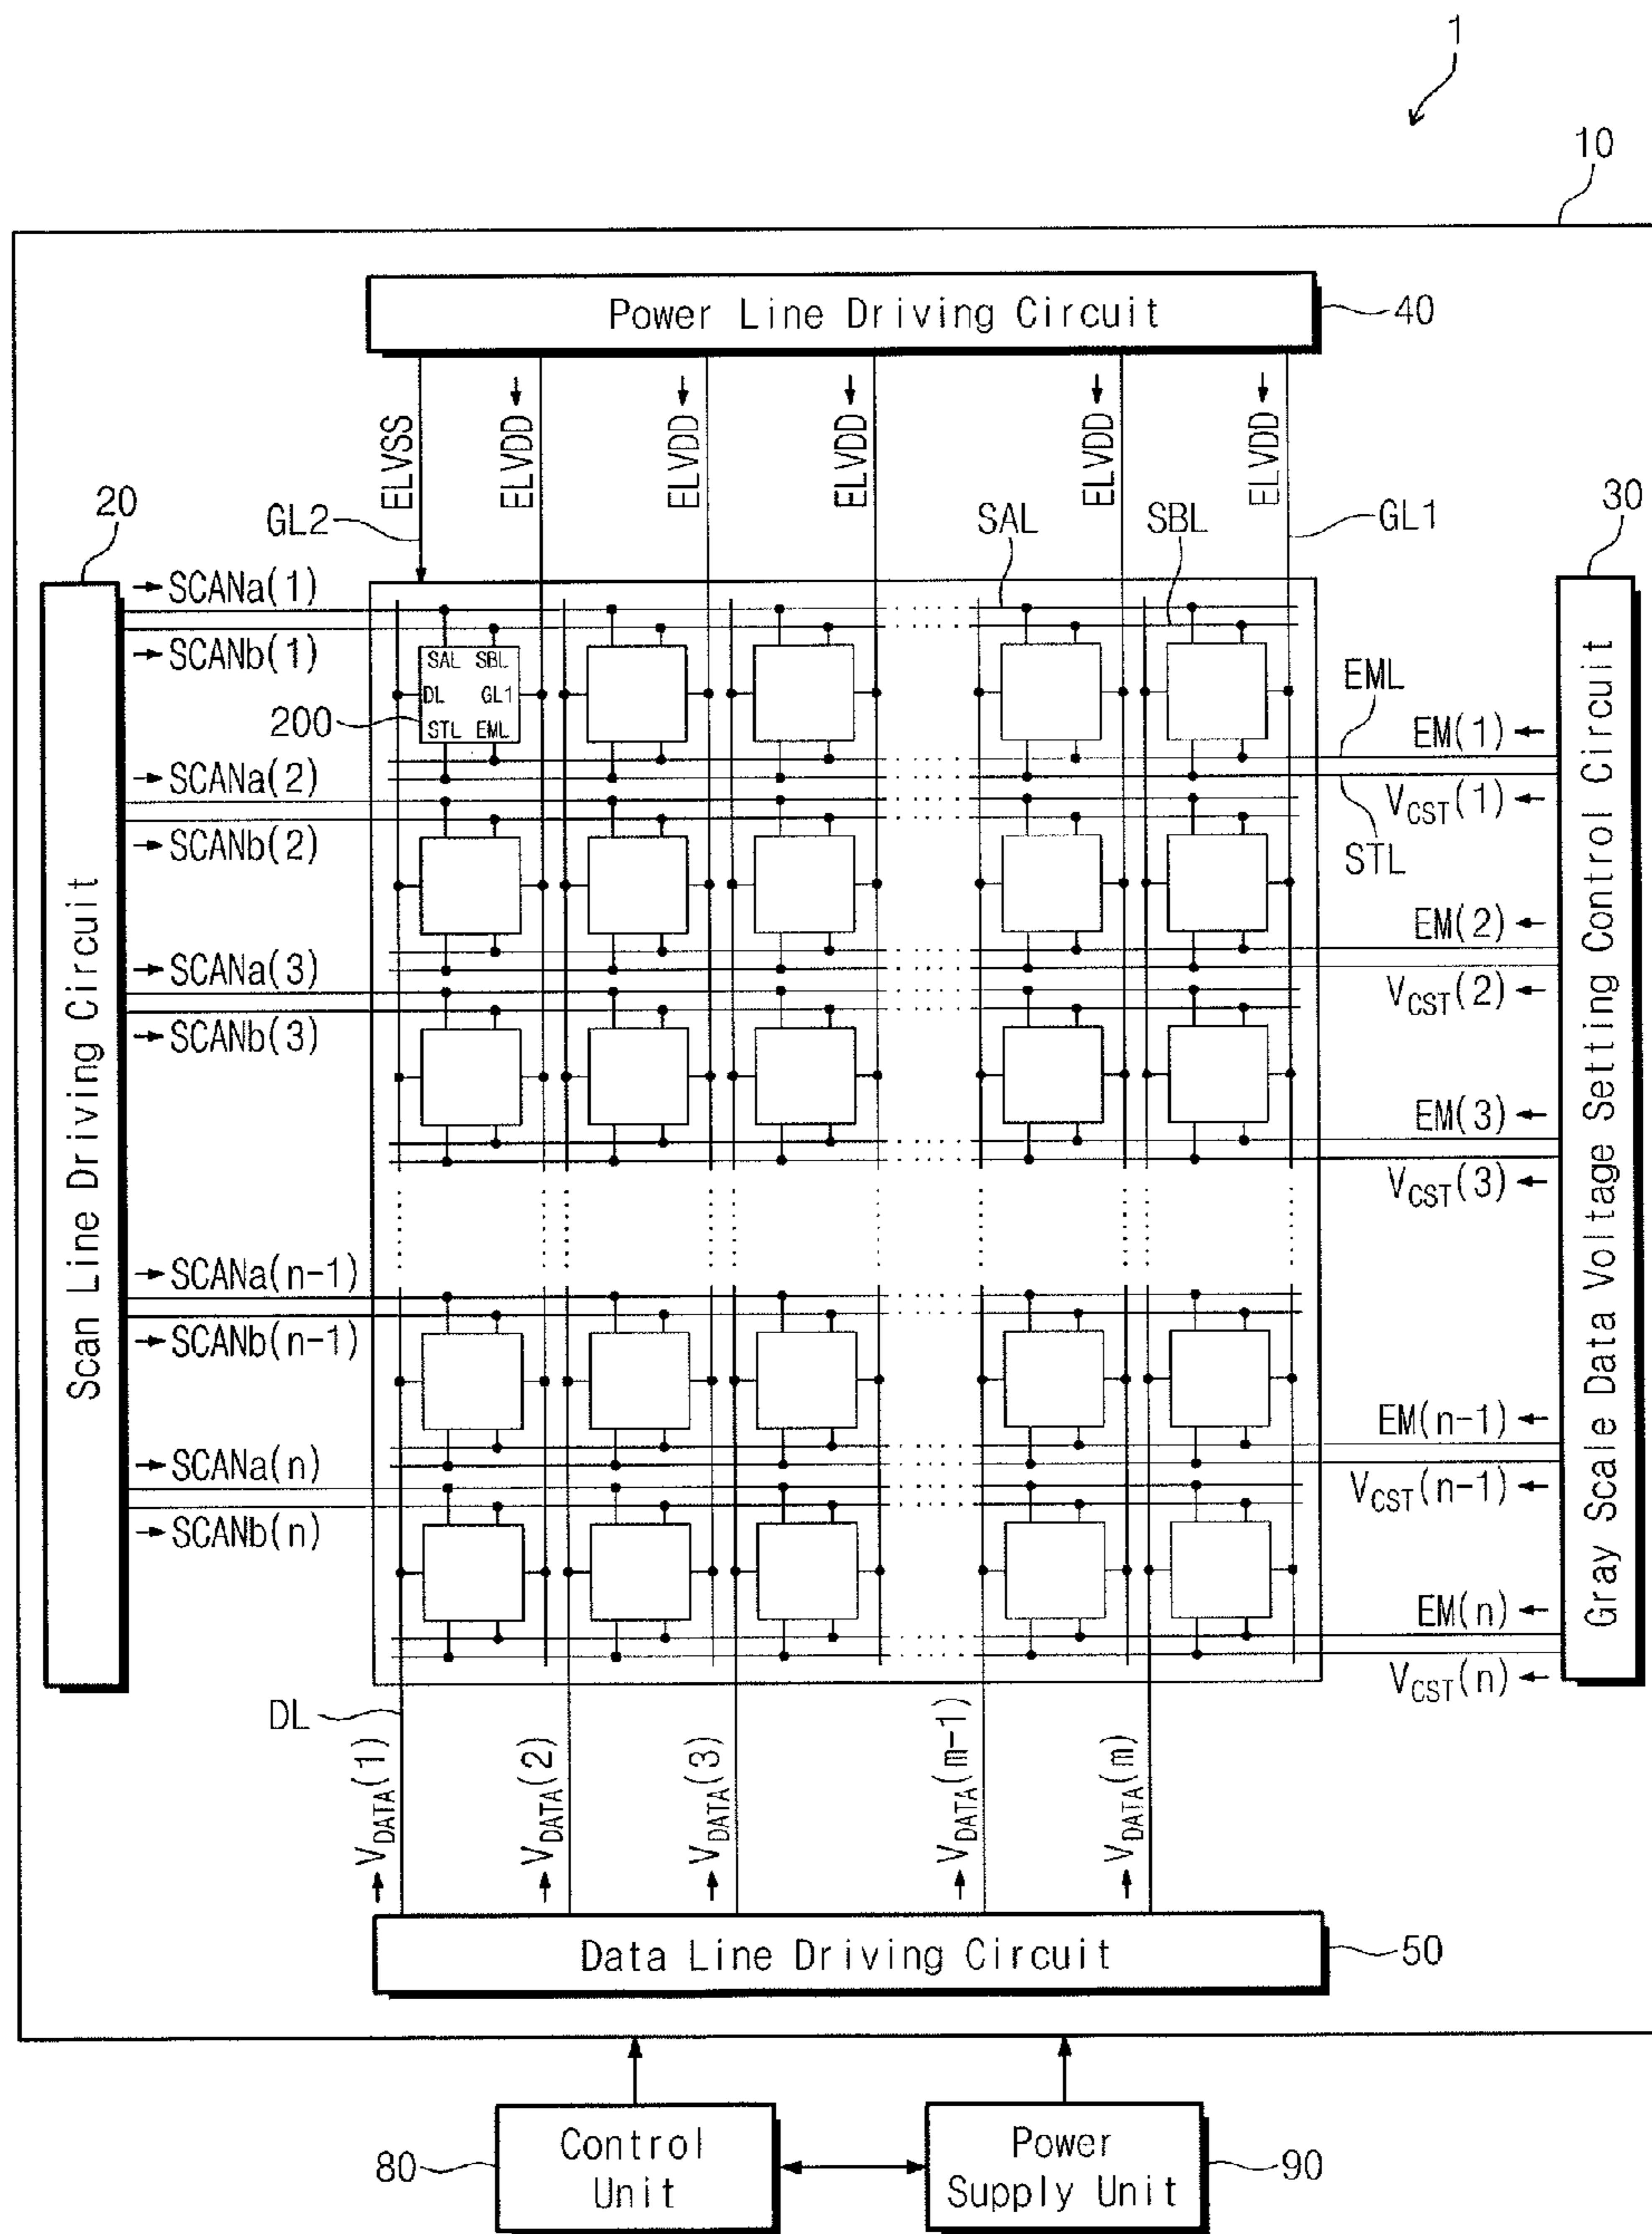 1
10
Power Line Driving Circuit
40
ELVSS
ELVDD
ELVDD
ELVDD
ELVDD
ELVDD
GL2
SAL
SBL
GL1
20
30
Scan Line Driving Circuit
Gray Scale Data Voltage Setting Control Circuit
SCANa(1)
SCANb(1)
SAL SBL
DL GL1
STL EML
200
EML
EM(1)
VCST(1)
STL
SCANa(2)
SCANb(2)
EM(2)
VCST(2)
SCANa(3)
SCANb(3)
EM(3)
VCST(3)
SCANa(n-1)
SCANb(n-1)
EM(n-1)
VCST(n-1)
SCANa(n)
SCANb(n)
EM(n)
VCST(n)
DL
VDATA(1)
VDATA(2)
VDATA(3)
VDATA(m-1)
VDATA(m)
Data Line Driving Circuit
50
80
Control
Unit
Power
Supply Unit
90